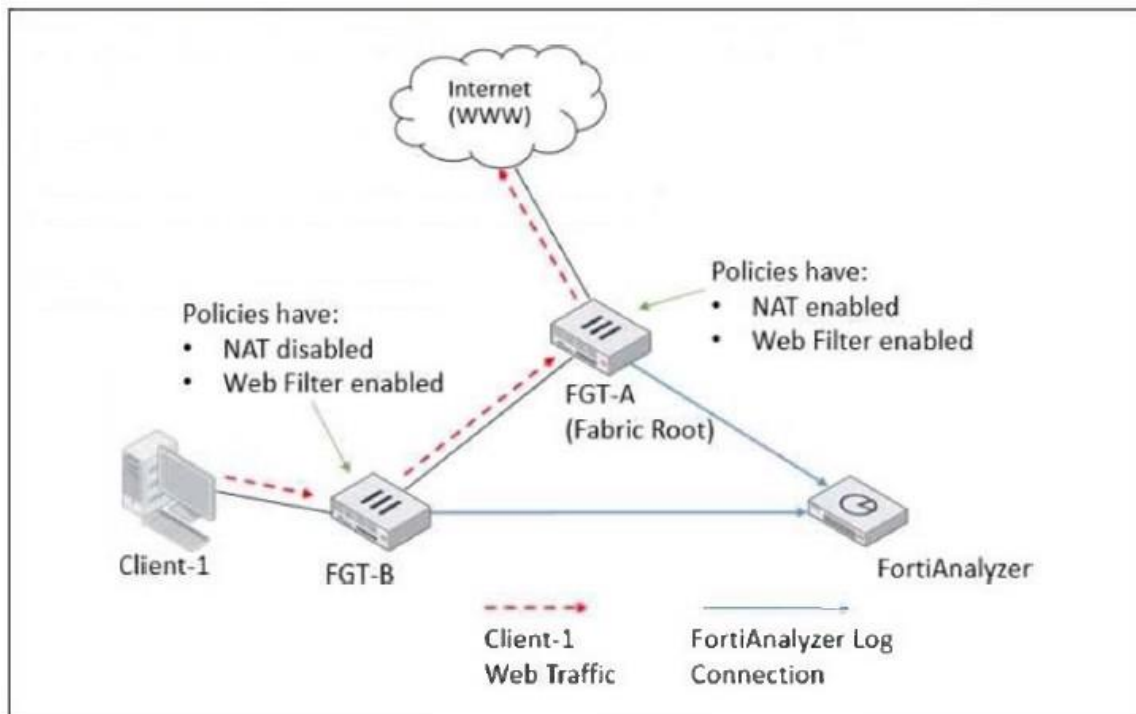 Internet
(WWW)
Policies have:
• NAT enabled
• Web Filter enabled
Policies have:
• NAT disabled
• Web Filter enabled
FGT-A
(Fabric Root)
Client-1
FGT-B
FortiAnalyzer
Client-1
Web Traffic
FortiAnalyzer Log
Connection